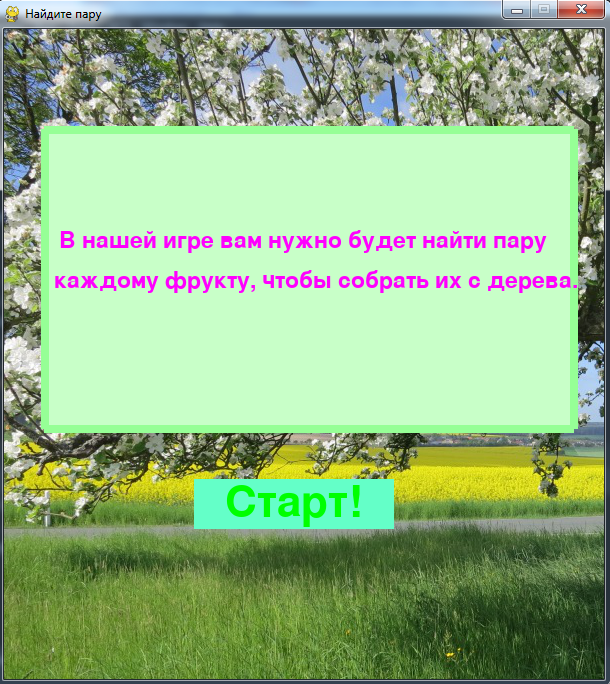 Найдите пару
В нашей игре вам нужно будет найти пару
каждому фрукту, чтобы собрать их с дерева.
Старт!